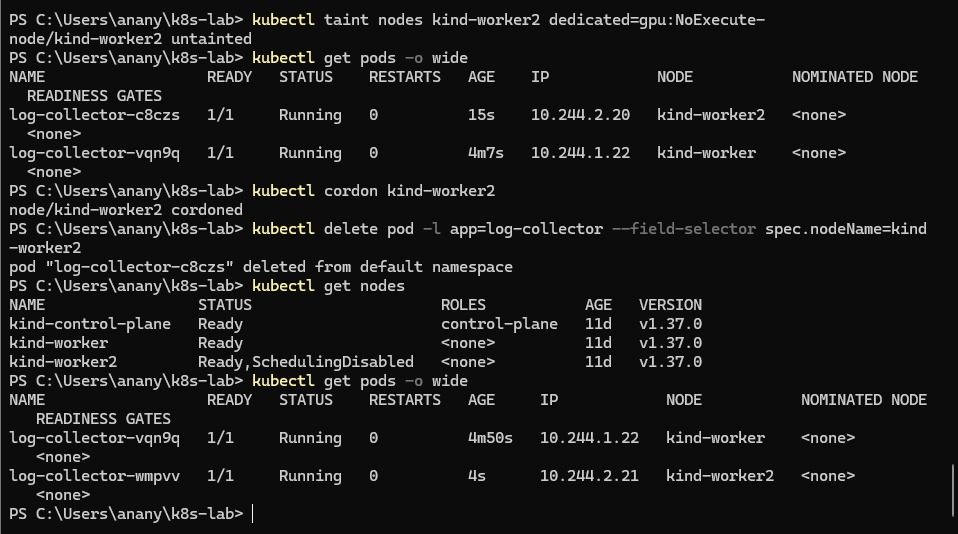 PS C:\Users\anany\k8s-lab> kubectl taint nodes kind-worker2 dedicated=gpu:NoExecute-
node/kind-worker2 untainted
PS C:\Users\anany\k8s-lab> kubectl get pods -o wide
NAME                  READY   STATUS    RESTARTS   AGE    IP            NODE           NOMINATED NODE
  READINESS GATES
log-collector-c8czs   1/1     Running   0          15s    10.244.2.20   kind-worker2   <none>
  <none>
log-collector-vqn9q   1/1     Running   0          4m7s   10.244.1.22   kind-worker    <none>
  <none>
PS C:\Users\anany\k8s-lab> kubectl cordon kind-worker2
node/kind-worker2 cordoned
PS C:\Users\anany\k8s-lab> kubectl delete pod -l app=log-collector --field-selector spec.nodeName=kind
-worker2
pod "log-collector-c8czs" deleted from default namespace
PS C:\Users\anany\k8s-lab> kubectl get nodes
NAME                 STATUS                     ROLES           AGE   VERSION
kind-control-plane   Ready                      control-plane   11d   v1.37.0
kind-worker          Ready                      <none>          11d   v1.37.0
kind-worker2         Ready,SchedulingDisabled   <none>          11d   v1.37.0
PS C:\Users\anany\k8s-lab> kubectl get pods -o wide
NAME                  READY   STATUS    RESTARTS   AGE     IP            NODE           NOMINATED NODE
   READINESS GATES
log-collector-vqn9q   1/1     Running   0          4m50s   10.244.1.22   kind-worker    <none>
   <none>
log-collector-wmpvv   1/1     Running   0          4s      10.244.2.21   kind-worker2   <none>
   <none>
PS C:\Users\anany\k8s-lab>